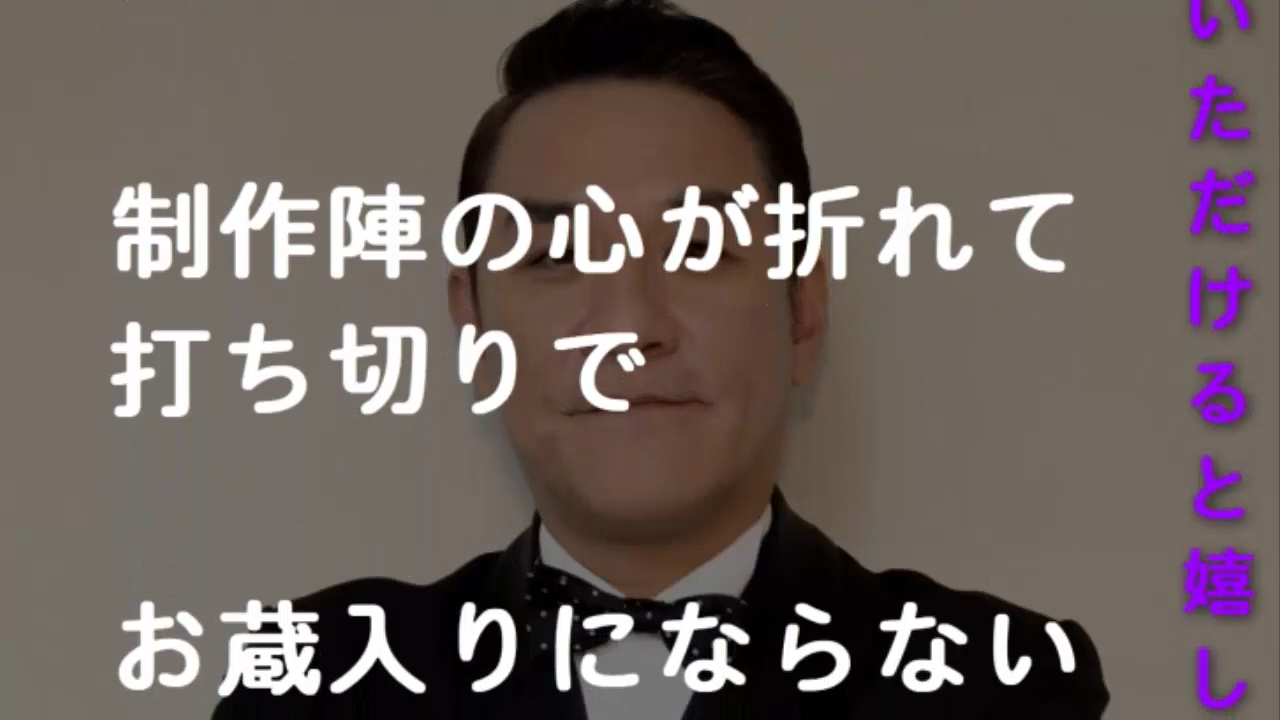 制作陣の心が折れて
打ち切りで
お蔵入りにならない
いただけると嬉し